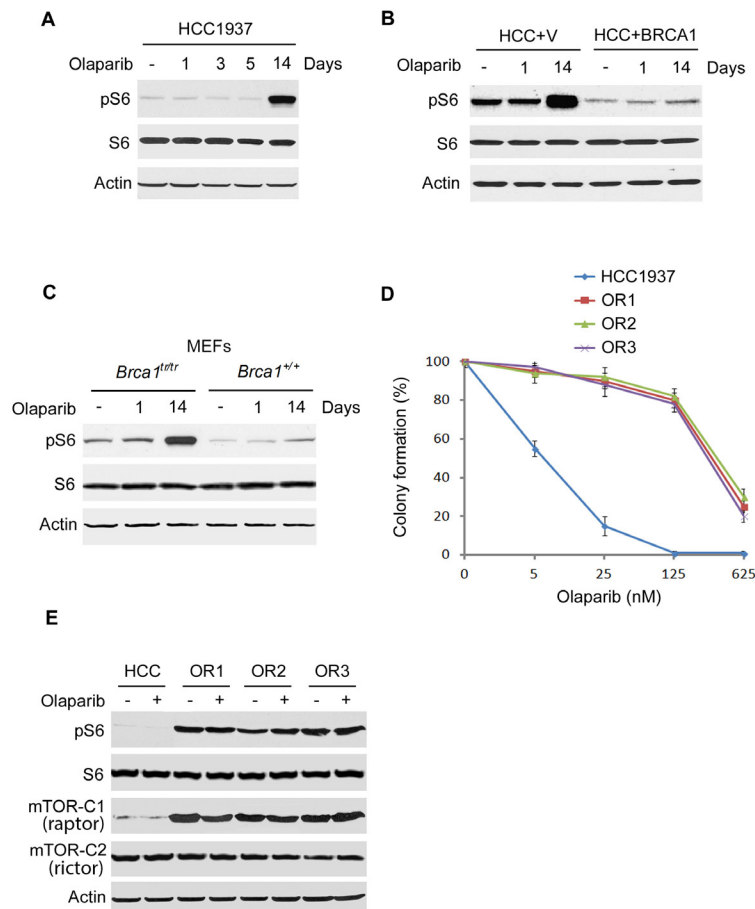 A
HCC1937
Olaparib - 1 3 5 14 Days
pS6
S6
Actin
B
HCC+V HCC+BRCA1
Olaparib - 1 14 - 1 14 Days
pS6
S6
Actin
C
MEFs
Brca1tr/tr Brca1+/+
Olaparib - 1 14 - 1 14 Days
pS6
S6
Actin
D
HCC1937
OR1
OR2
OR3
Colony formation (%)
100
80
60
40
20
0
0 5 25 125 625
Olaparib (nM)
E
HCC OR1 OR2 OR3
Olaparib - + - + - + - +
pS6
S6
mTOR-C1
(raptor)
mTOR-C2
(rictor)
Actin